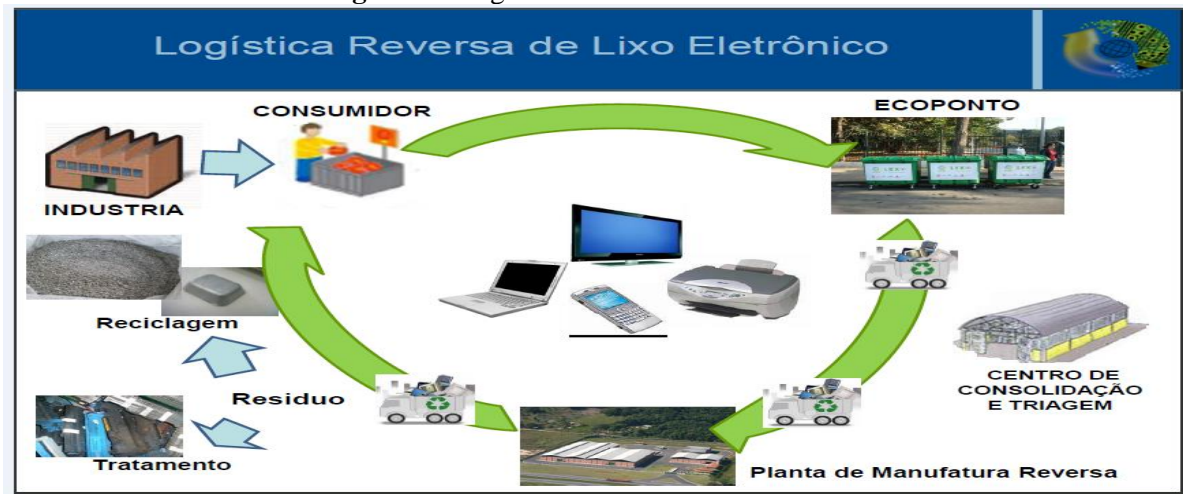 Logística Reversa de Lixo Eletrônico
CONSUMIDOR
ECOPONTO
INDUSTRIA
Reciclagem
CENTRO DE
CONSOLIDAÇÃO
E TRIAGEM
Residuo
Tratamento
Planta de Manufatura Reversa